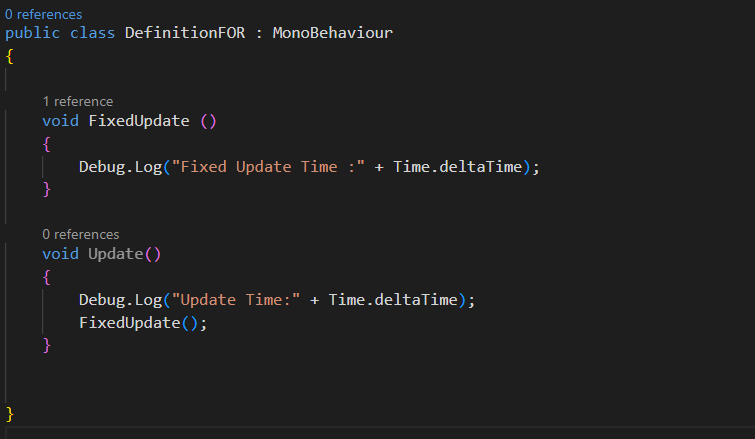 0 references
public class DefinitionFOR : MonoBehaviour
{
1 reference
void FixedUpdate ()
{
Debug.Log("Fixed Update Time :" + Time.deltaTime);
}
0 references
void Update()
{
Debug.Log("Update Time:" + Time.deltaTime);
FixedUpdate();
}
}